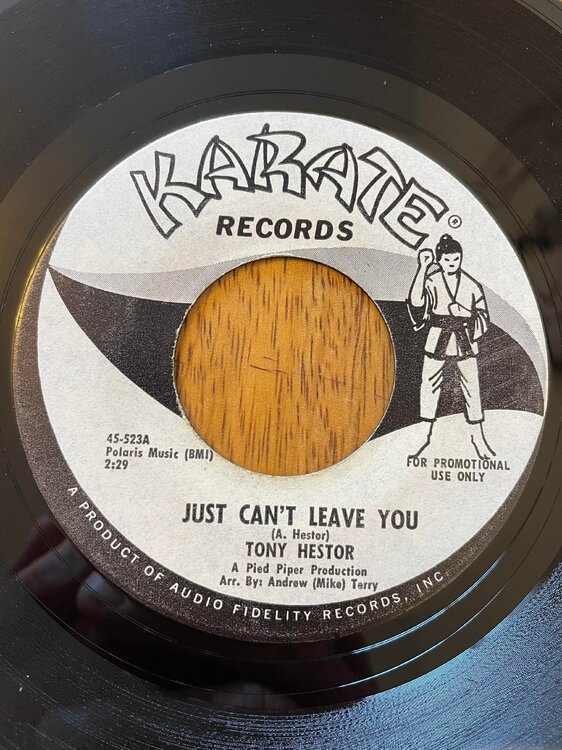 KARATE ®
RECORDS
45-523A
Polaris Music (BMI)
2:29
FOR PROMOTIONAL
USE ONLY
JUST CAN'T LEAVE YOU
(A. Hestor)
TONY HESTOR
A Pied Piper Production
Arr. By: Andrew (Mike) Terry
A PRODUCT OF AUDIO FIDELITY RECORDS, INC.